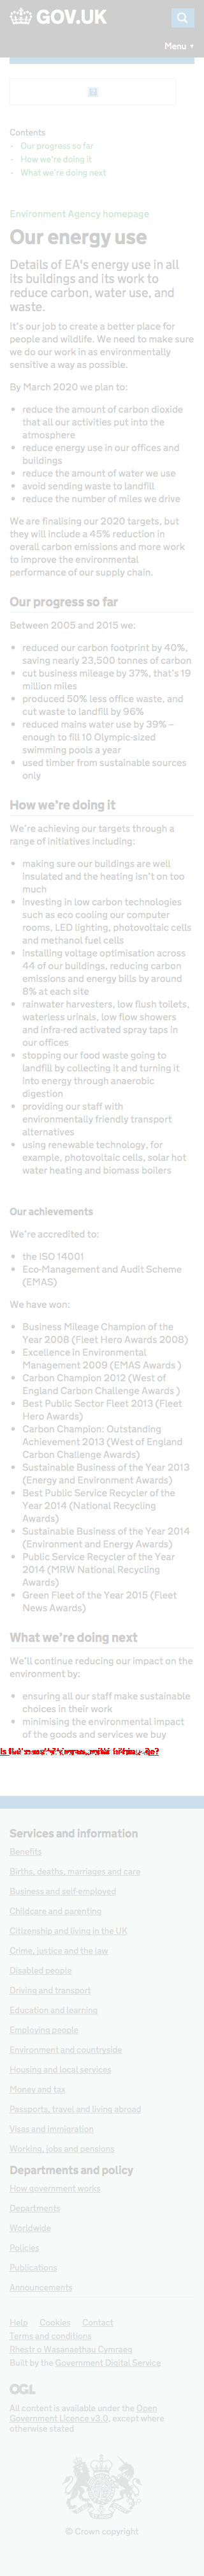 GOV.UK
Menu ▼
Contents
Our progress so far
How we're doing it
What we're doing next
Environment Agency homepage
Our energy use
Details of EA's energy use in all
its buildings and its work to
reduce carbon, water use, and
waste.
It's our job to create a better place for
people and wildlife. We need to make sure
we do our work in as environmentally
sensitive a way as possible.
By March 2020 we plan to:
• reduce the amount of carbon dioxide
that all our activities put into the
atmosphere
• reduce energy use in our offices and
buildings
• reduce the amount of water we use
• avoid sending waste to landfill
• reduce the number of miles we drive
We are finalising our 2020 targets, but
they will include a 45% reduction in
overall carbon emissions and more work
to improve the environmental
performance of our supply chain.
Our progress so far
Between 2005 and 2015 we:
• reduced our carbon footprint by 40%,
saving nearly 23,500 tonnes of carbon
• cut business mileage by 37%, that's 19
million miles
• produced 50% less office waste, and
cut waste to landfill by 96%
• reduced mains water use by 39% –
enough to fill 10 Olympic-sized
swimming pools a year
• used timber from sustainable sources
only
How we're doing it
We're achieving our targets through a
range of initiatives including:
• making sure our buildings are well
insulated and the heating isn't on too
much
• investing in low carbon technologies
such as eco cooling our computer
rooms, LED lighting, photovoltaic cells
and methanol fuel cells
• installing voltage optimisation across
44 of our buildings, reducing carbon
emissions and energy bills by around
8% at each site
• rainwater harvesters, low flush toilets,
waterless urinals, low flow showers
and infra-red activated spray taps in
our offices
• stopping our food waste going to
landfill by collecting it and turning it
into energy through anaerobic
digestion
• providing our staff with
environmentally friendly transport
alternatives
• using renewable technology, for
example, photovoltaic cells, solar hot
water heating and biomass boilers
Our achievements
We're accredited to:
• the ISO 14001
• Eco-Management and Audit Scheme
(EMAS)
We have won:
• Business Mileage Champion of the
Year 2008 (Fleet Hero Awards 2008)
• Excellence in Environmental
Management 2009 (EMAS Awards )
• Carbon Champion 2012 (West of
England Carbon Challenge Awards )
• Best Public Sector Fleet 2013 (Fleet
Hero Awards)
• Carbon Champion: Outstanding
Achievement 2013 (West of England
Carbon Challenge Awards)
• Sustainable Business of the Year 2013
(Energy and Environment Awards)
• Best Public Service Recycler of the
Year 2014 (National Recycling
Awards)
• Sustainable Business of the Year 2014
(Environment and Energy Awards)
• Public Service Recycler of the Year
2014 (MRW National Recycling
Awards)
• Green Fleet of the Year 2015 (Fleet
News Awards)
What we're doing next
We'll continue reducing our impact on the
environment by:
• ensuring all our staff make sustainable
choices in their work
• minimising the environmental impact
of the goods and services we buy
Services and information
Benefits
Births, deaths, marriages and care
Business and self-employed
Childcare and parenting
Citizenship and living in the UK
Crime, justice and the law
Disabled people
Driving and transport
Education and learning
Employing people
Environment and countryside
Housing and local services
Money and tax
Passports, travel and living abroad
Visas and immigration
Working, jobs and pensions
Departments and policy
How government works
Departments
Worldwide
Policies
Publications
Announcements
Help Cookies Contact
Terms and conditions
Rhestr o Wasanaethau Cymraeg
Built by the Government Digital Service
OGL
All content is available under the Open
Government Licence v3.0, except where
otherwise stated
© Crown copyright